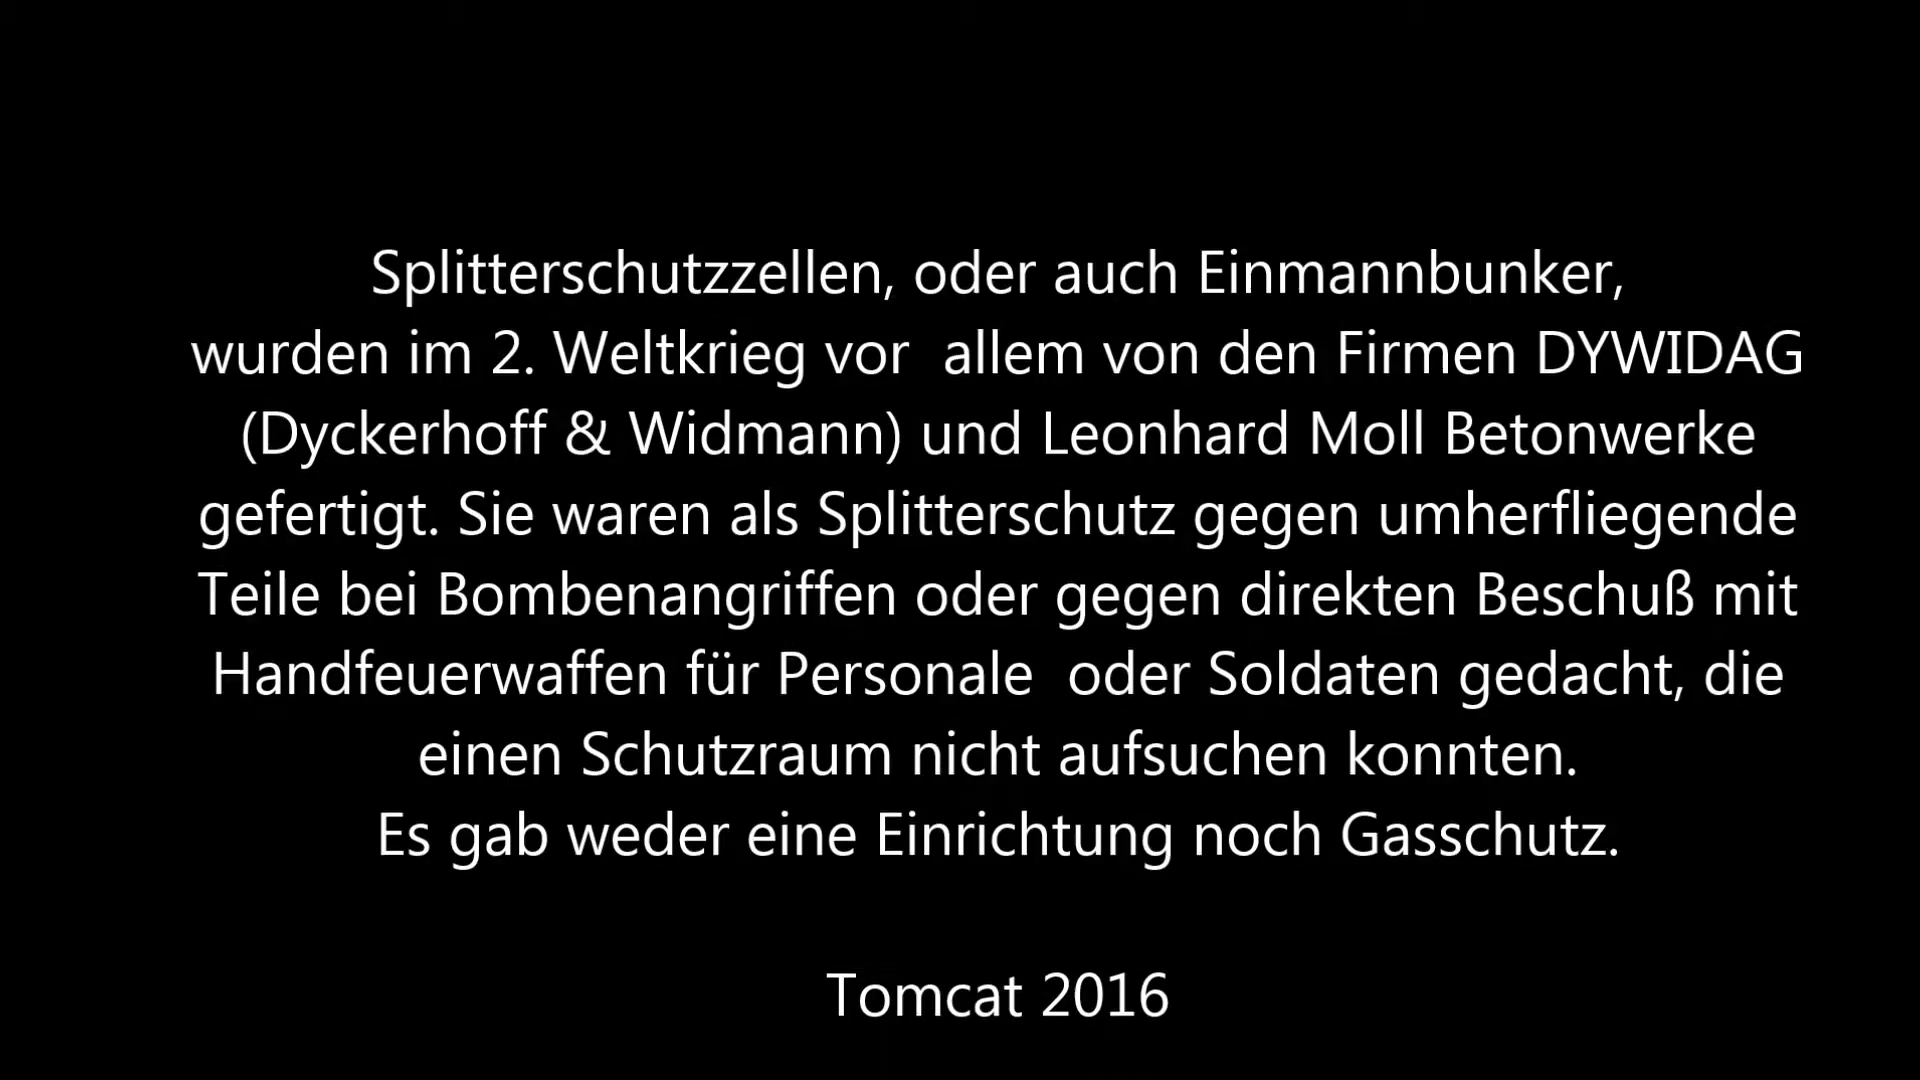 Splitterschutzzellen, oder auch Einmannbunker,
wurden im 2. Weltkrieg vor  allem von den Firmen DYWIDAG
(Dyckerhoff & Widmann) und Leonhard Moll Betonwerke
gefertigt. Sie waren als Splitterschutz gegen umherfliegende
Teile bei Bombenangriffen oder gegen direkten Beschuß mit
Handfeuerwaffen für Personale  oder Soldaten gedacht, die
einen Schutzraum nicht aufsuchen konnten.
Es gab weder eine Einrichtung noch Gasschutz.
Tomcat 2016